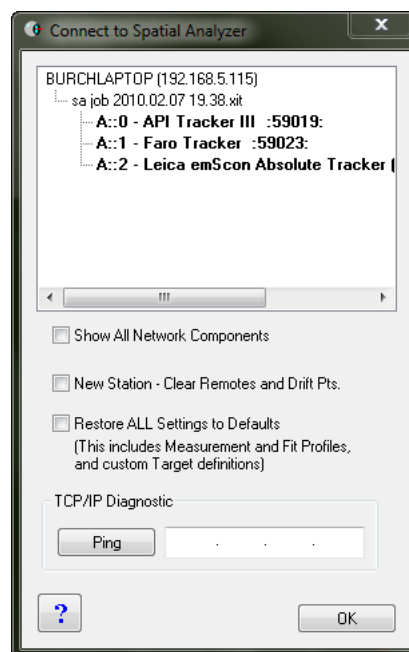 Connect to Spatial Analyzer
x
BURCHLAPTOP (192.168.5.115)
sa job 2010.02.07 19.38.xit
A::0 - API Tracker III :59019:
A::1 - Faro Tracker :59023:
A::2 - Leica emScon Absolute Tracker (
Show All Network Components
New Station - Clear Remotes and Drift Pts.
Restore ALL Settings to Defaults
(This includes Measurement and Fit Profiles,
and custom Target definitions)
TCP/IP Diagnostic
Ping . . .
? OK